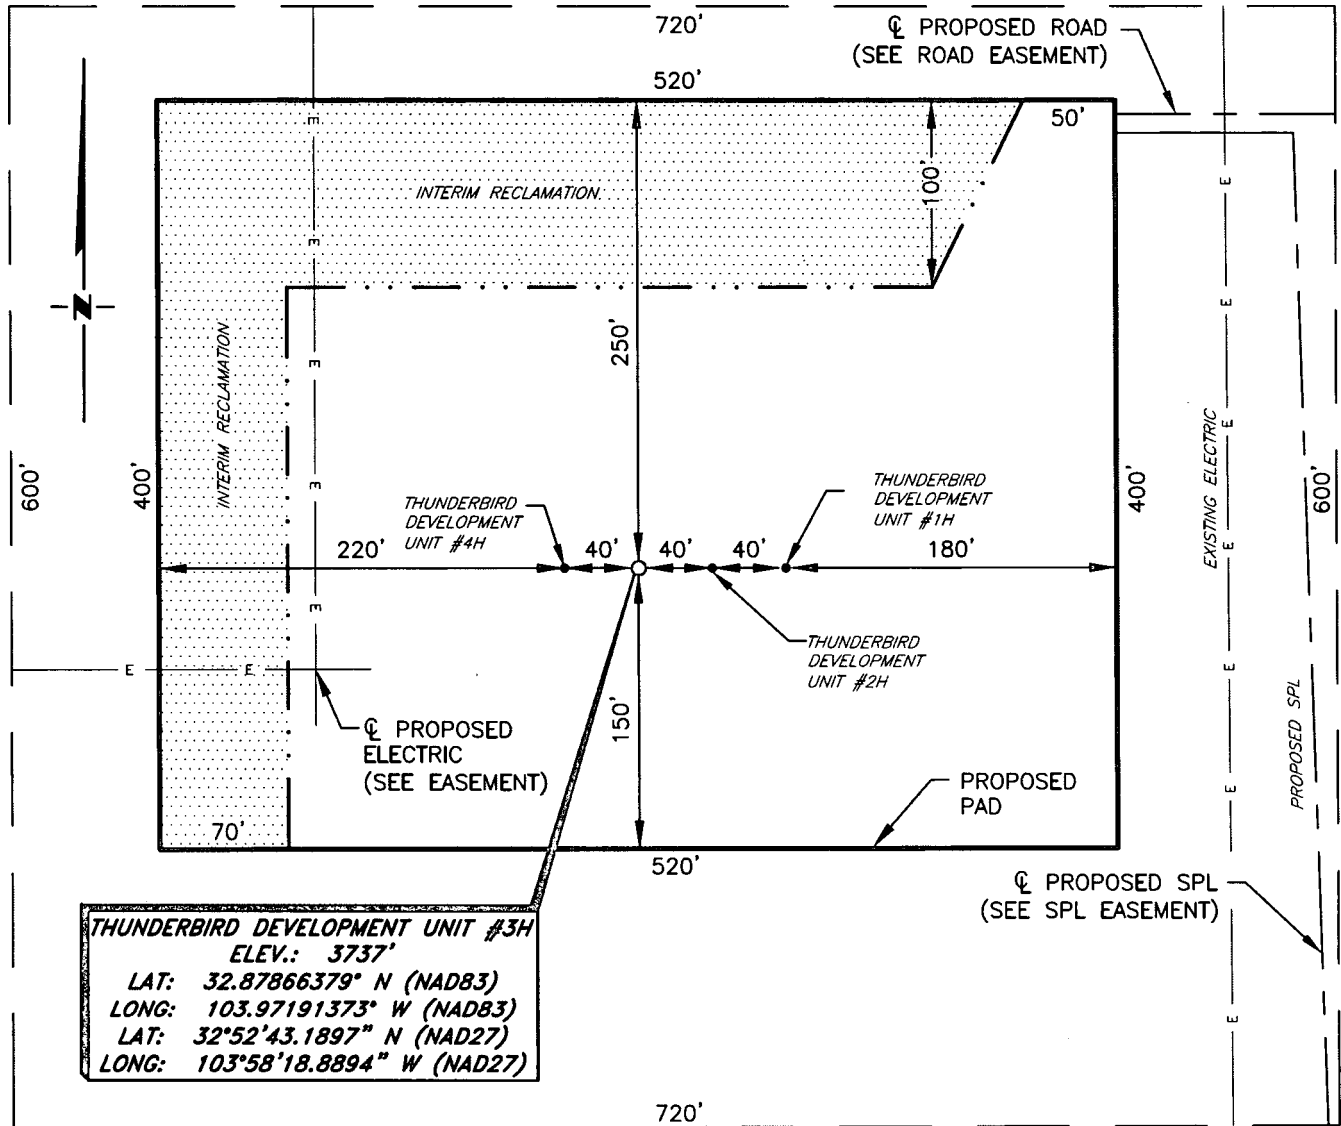 720'
℄ PROPOSED ROAD
(SEE ROAD EASEMENT)
520'
50'
E
E
INTERIM RECLAMATION
100'
E
E
N
E
E
250'
INTERIM RECLAMATION
E
E
EXISTING ELECTRIC
600'
400'
THUNDERBIRD
DEVELOPMENT
UNIT #4H
THUNDERBIRD
DEVELOPMENT
UNIT #1H
400'
600'
E
220'
40'
40'
40'
180'
E
E
THUNDERBIRD
DEVELOPMENT
UNIT #2H
E
E
E
150'
℄ PROPOSED
ELECTRIC
(SEE EASEMENT)
PROPOSED SPL
PROPOSED
PAD
E
70'
520'
℄ PROPOSED SPL
(SEE SPL EASEMENT)
E
THUNDERBIRD DEVELOPMENT UNIT #3H
ELEV.: 3737'
LAT: 32.87866379° N (NAD83)
LONG: 103.97191373° W (NAD83)
LAT: 32°52'43.1897" N (NAD27)
LONG: 103°58'18.8894" W (NAD27)
E
720'